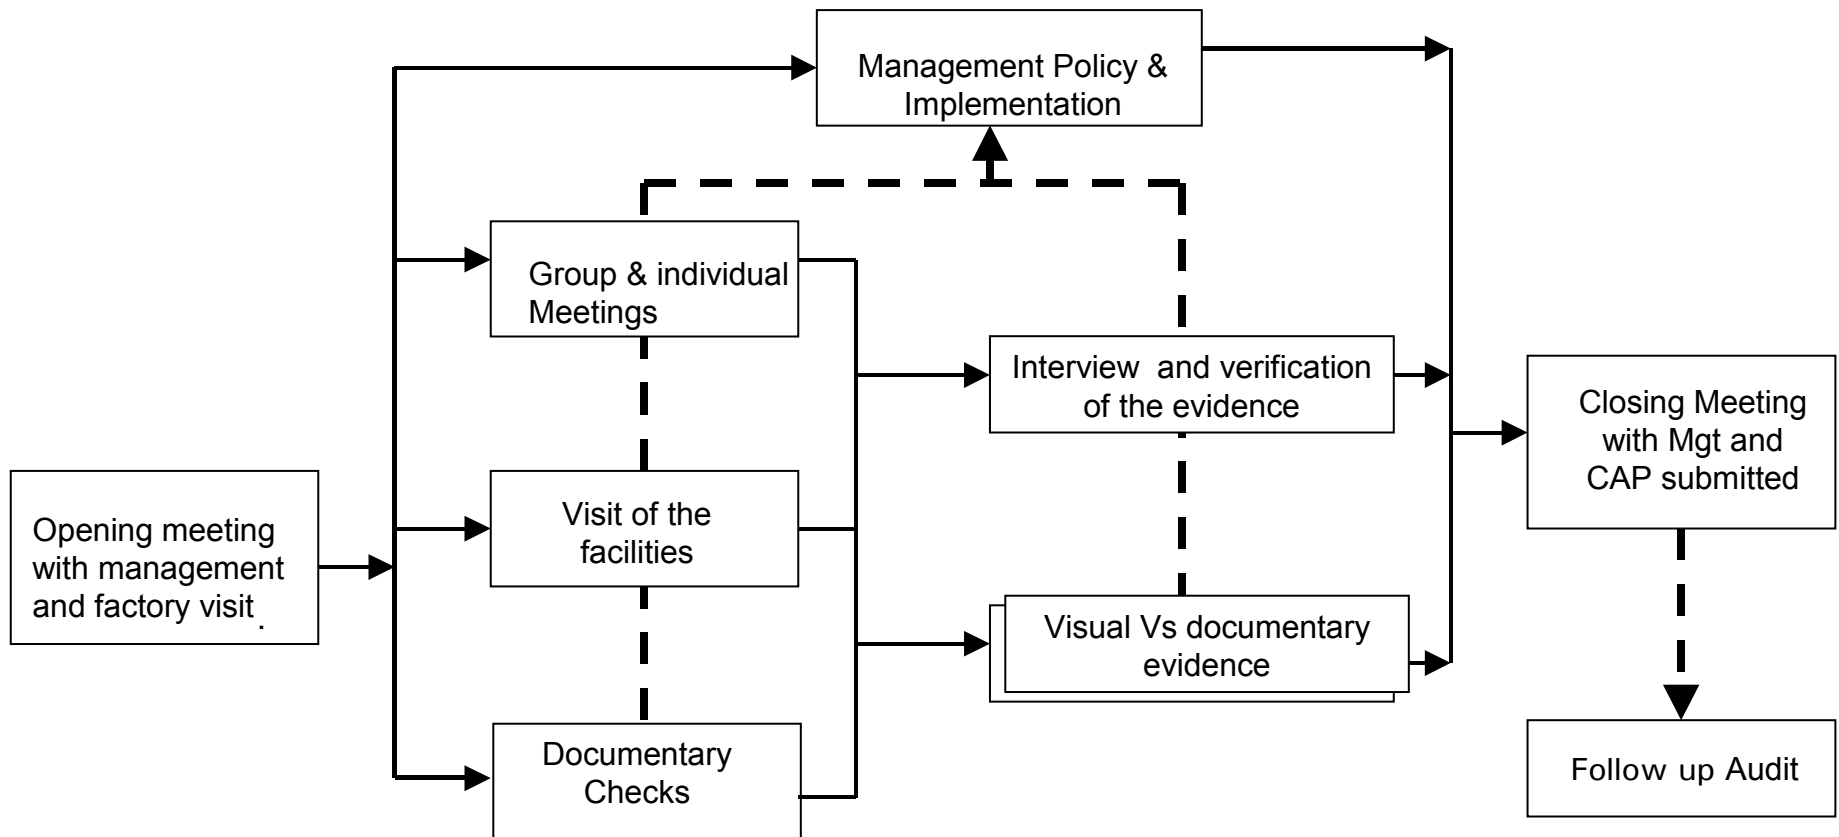 Management Policy &
Implementation
Group & individual
Meetings
Interview and verification
of the evidence
Closing Meeting
with Mgt and
CAP submitted
Opening meeting
with management
and factory visit .
Visit of the
facilities
Visual Vs documentary
evidence
Documentary
Checks
Follow up Audit